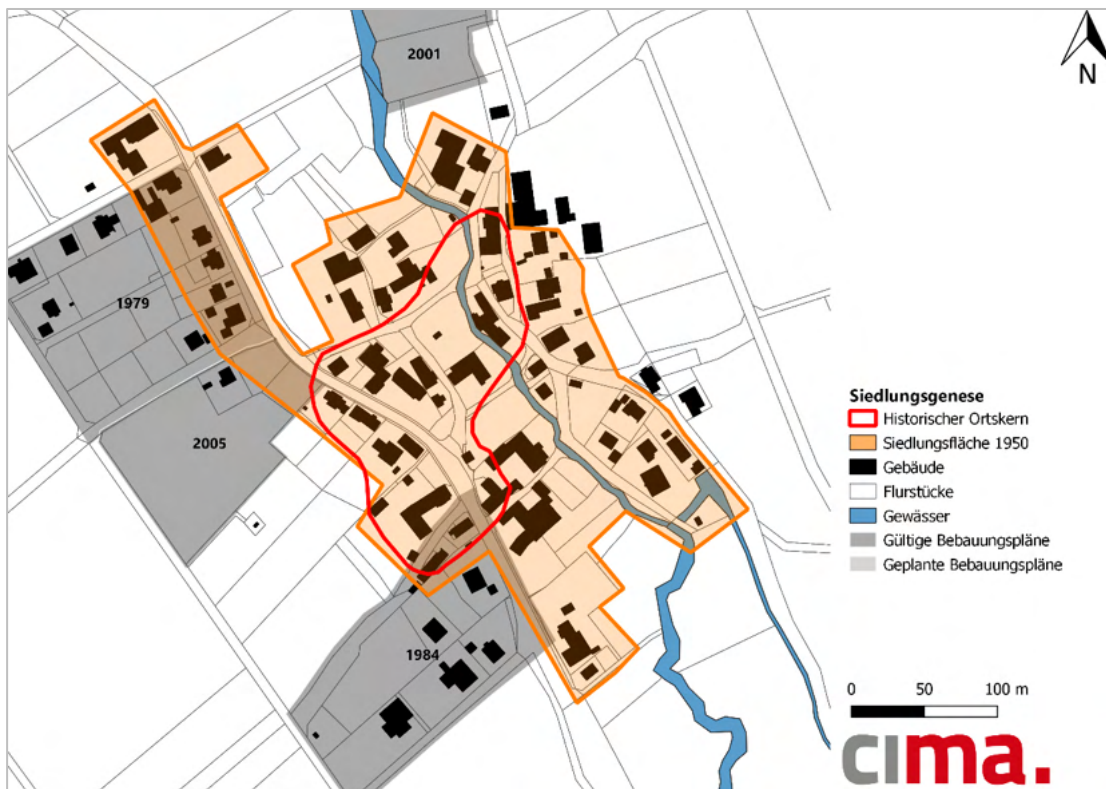 2001
N
1979
2005
1984
Siedlungsgenese
Historischer Ortskern
Siedlungsfläche 1950
Gebäude
Flurstücke
Gewässer
Gültige Bebauungspläne
Geplante Bebauungspläne
0 50 100 m
cima.